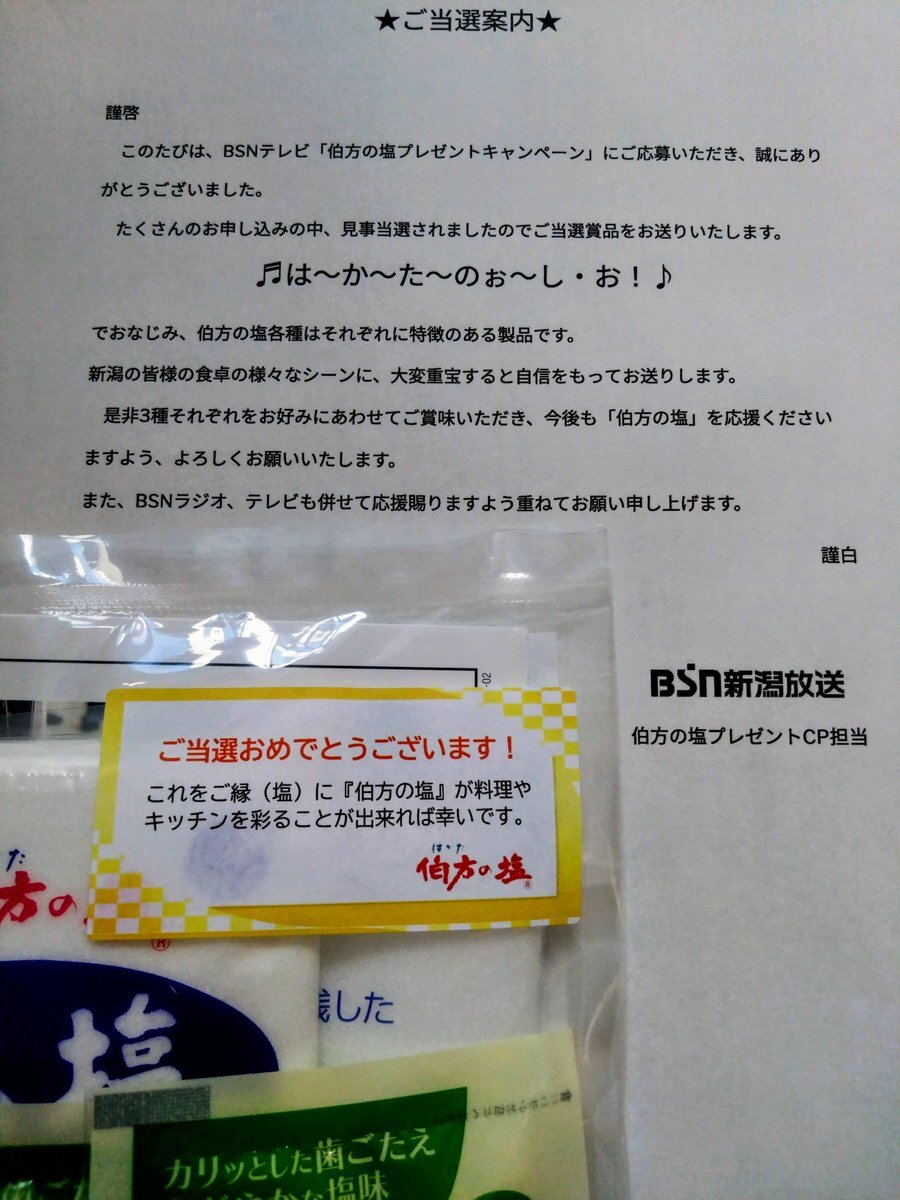 ★ご当選案内★
謹啓
このたびは、BSNテレビ「伯方の塩プレゼントキャンペーン」にご応募いただき、誠にあり
がとうございました。
たくさんのお申し込みの中、見事当選されましたのでご当選賞品をお送りいたします。
♬は～か～た～のぉ～し・お！♪
でおなじみ、伯方の塩各種はそれぞれに特徴のある製品です。
新潟の皆様の食卓の様々なシーンに、大変重宝すると自信をもってお送りします。
是非3種それぞれをお好みにあわせてご賞味いただき、今後も「伯方の塩」を応援ください
ますよう、よろしくお願いいたします。
また、BSNラジオ、テレビも併せて応援賜りますよう重ねてお願い申し上げます。
謹白
BSN新潟放送
伯方の塩プレゼントCP担当
-02
ご当選おめでとうございます！
これをご縁（塩）に『伯方の塩』が料理や
キッチンを彩ることが出来れば幸いです。
はかた
伯方の塩®
た
方の
®
塩
した
カリッとした歯ごたえ
かな塩味
歯ごた